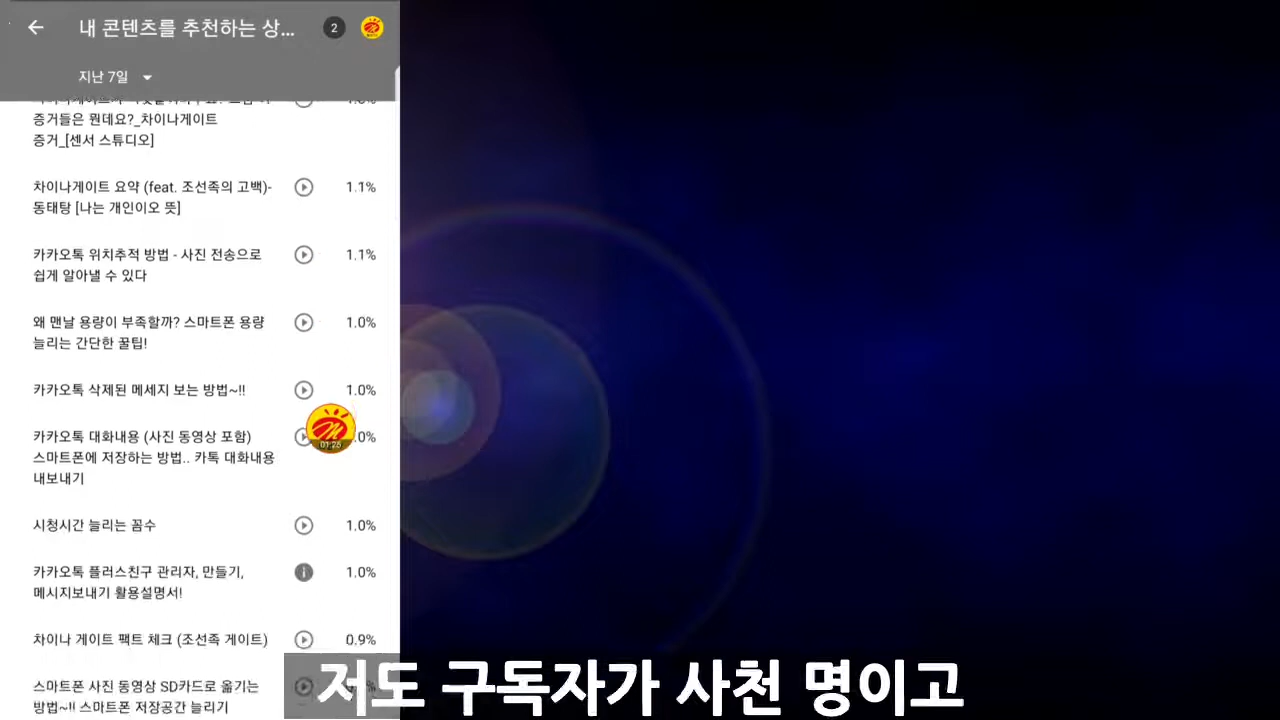 내 콘텐츠를 추천하는 상...
2
지난 7일
증거들은 뭔데요?_차이나게이트
증거_[센서 스튜디오]
차이나게이트 요약 (feat. 조선족의 고백)-
1.1%
동태탕 [나는 개인이오 뜻]
카카오톡 위치추적 방법 - 사진 전송으로
1.1%
쉽게 알아낼 수 있다
왜 맨날 용량이 부족할까? 스마트폰 용량
1.0%
늘리는 간단한 꿀팁!
카카오톡 삭제된 메세지 보는 방법~!!
1.0%
카카오톡 대화내용 (사진 동영상 포함)
.0%
01:25
스마트폰에 저장하는 방법.. 카톡 대화내용
내보내기
시청시간 늘리는 꼼수
1.0%
카카오톡 플러스친구 관리자, 만들기,
1.0%
메시지보내기 활용설명서!
차이나 게이트 팩트 체크 (조선족 게이트)
0.9%
스마트폰 사진 동영상 SD카드로 옮기는
방법~!! 스마트폰 저장공간 늘리기
저도 구독자가 사천 명이고